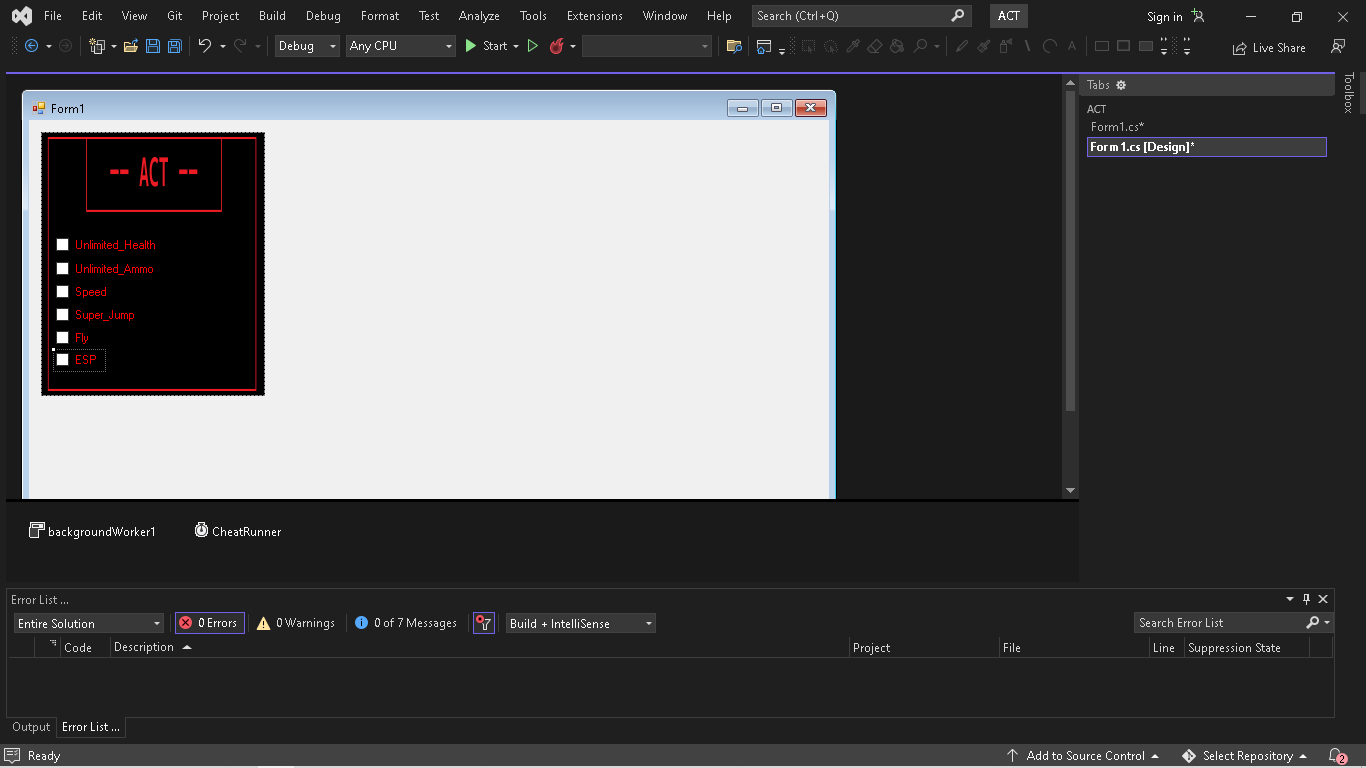 File Edit View Git Project Build Debug Format Test Analyze Tools Extensions Window Help Search (Ctrl+Q) ACT Sign in
Debug Any CPU Start Live Share
Form1
-- ACT --
Unlimited_Health
Unlimited_Ammo
Speed
Super_Jump
Fly
ESP
Tabs
ACT
Form1.cs*
Form1.cs [Design]*
Toolbox
backgroundWorker1 CheatRunner
Error List ...
Entire Solution 0 Errors 0 Warnings 0 of 7 Messages Build + IntelliSense Search Error List
Code Description Project File Line Suppression State
Output Error List ...
Ready Add to Source Control Select Repository 2